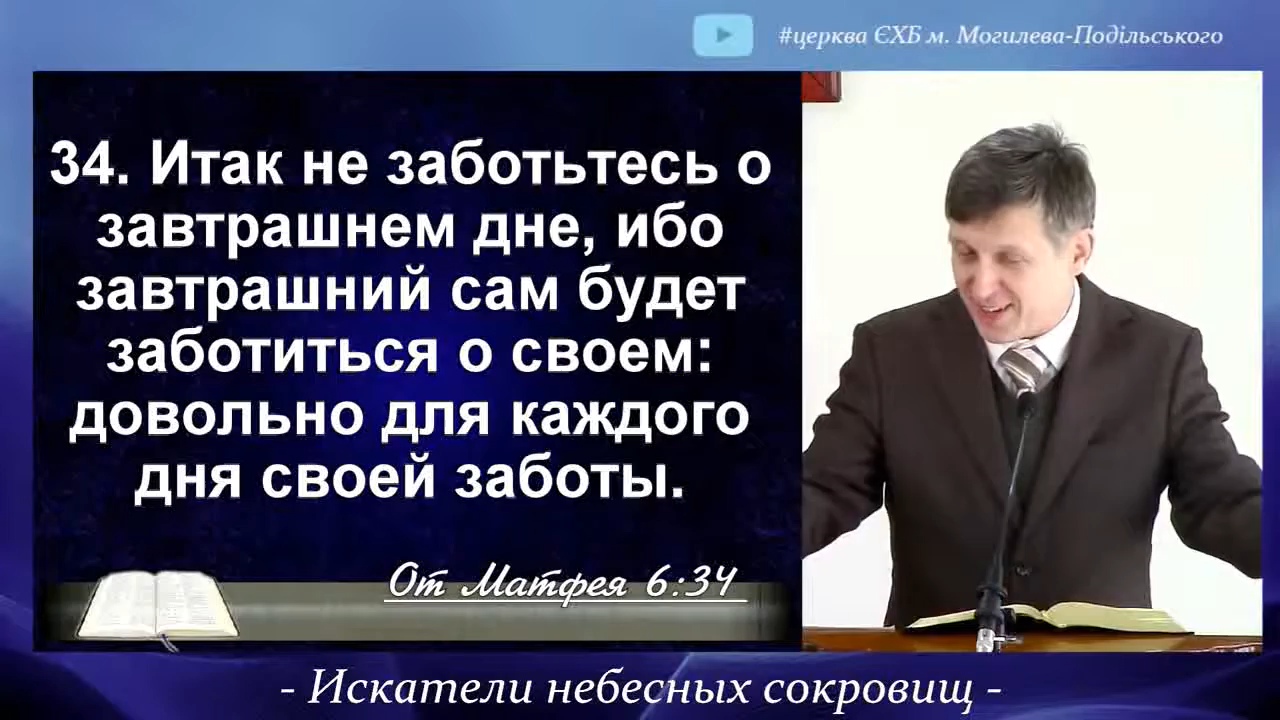 #церква ЄХБ м. Могилева-Подільського
34. Итак не заботьтесь о
завтрашнем дне, ибо
завтрашний сам будет
заботиться о своем:
довольно для каждого
дня своей заботы.
От Матфея 6:34
- Искатели небесных сокровищ -